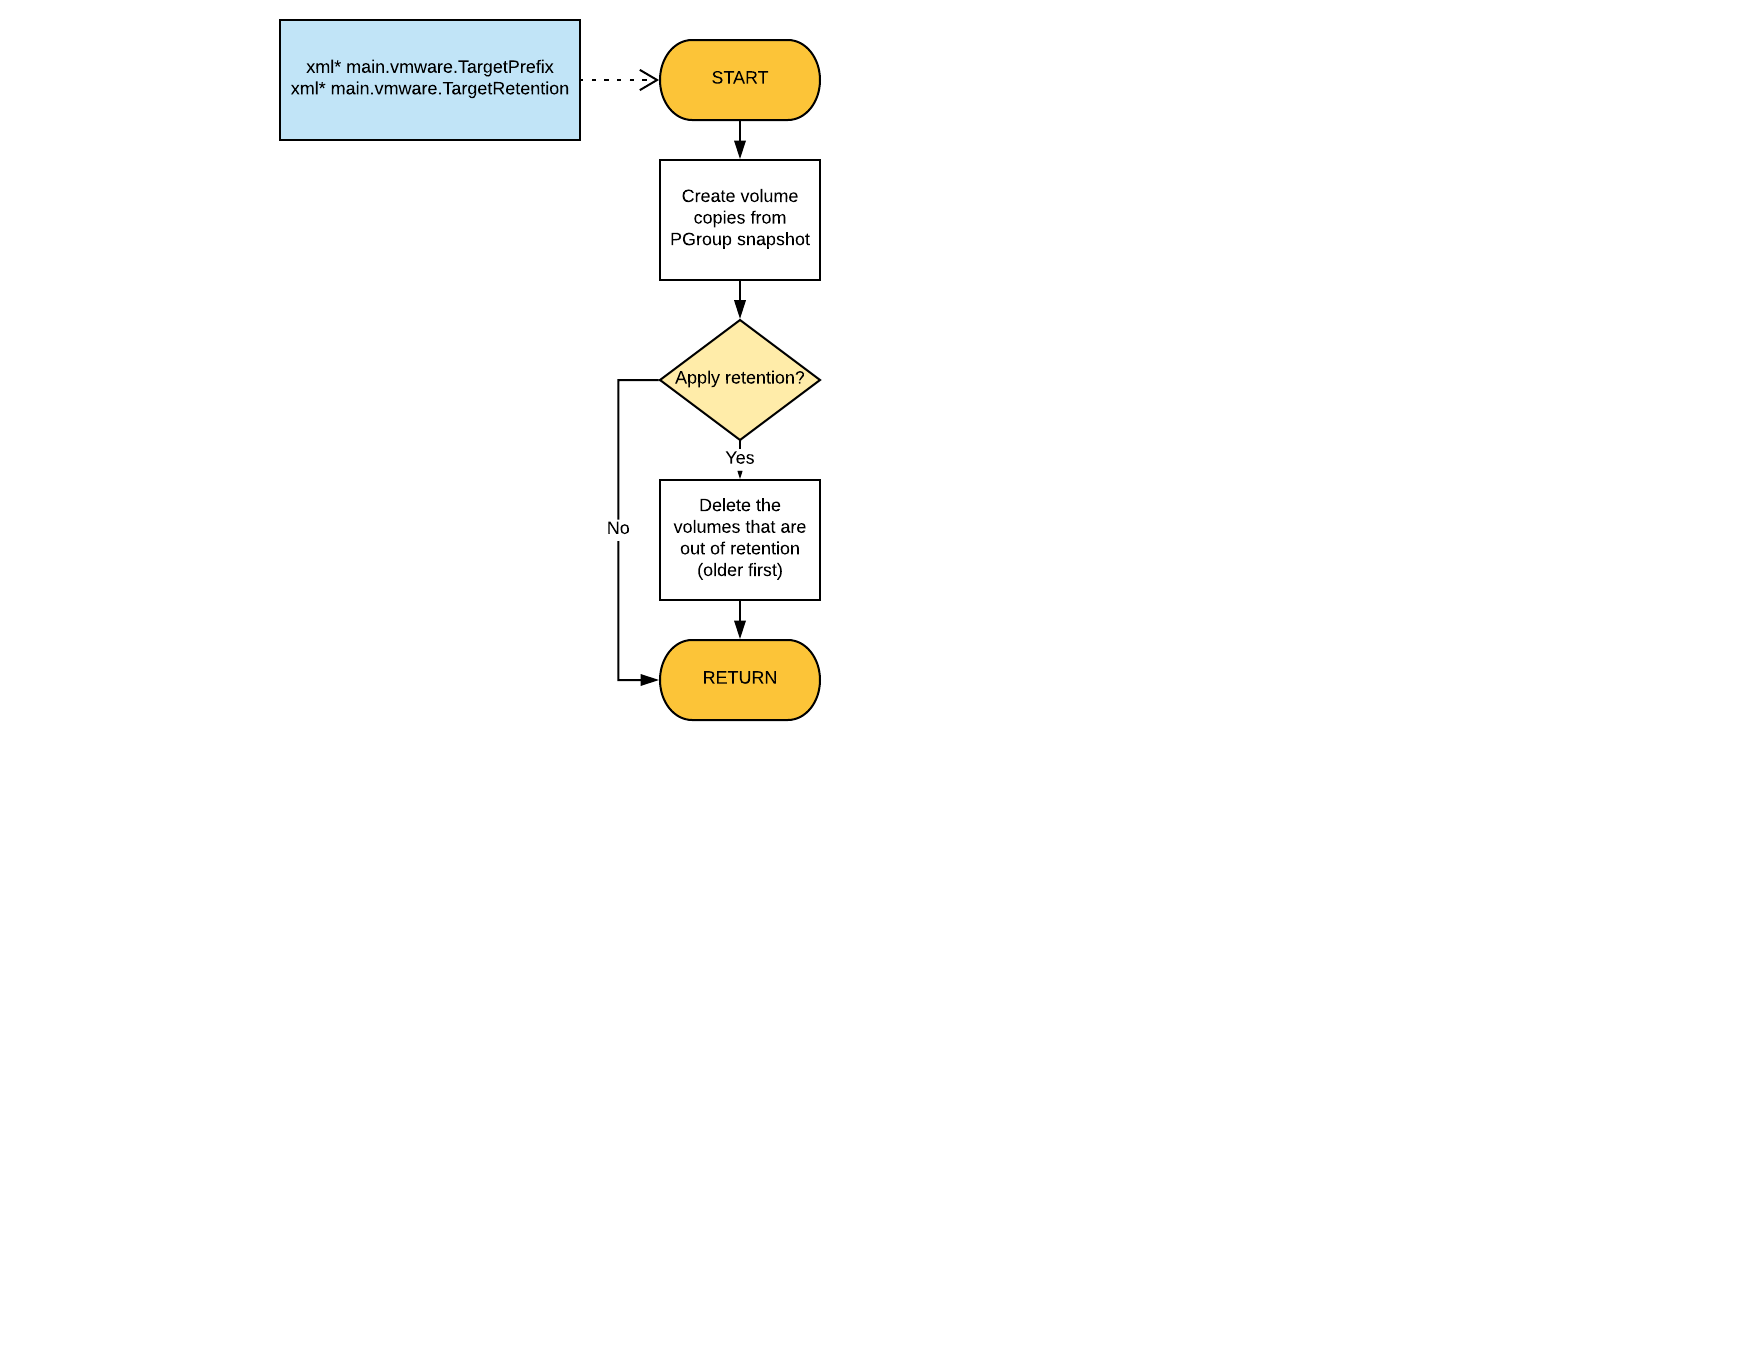 xml* main.vmware.TargetPrefix
xml* main.vmware.TargetRetention
START
Create volume
copies from
PGroup snapshot
Apply retention?
Yes
No
Delete the
volumes that are
out of retention
(older first)
RETURN